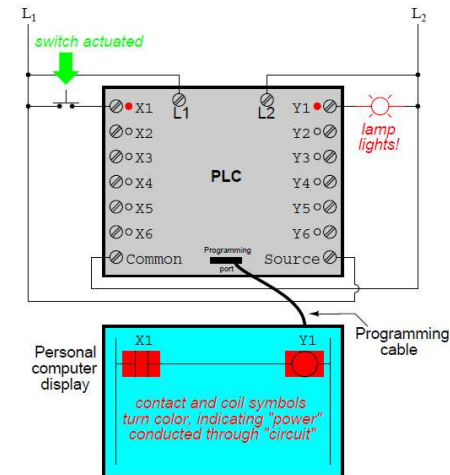 L1
L2
switch actuated
X1
L1
L2
Y1
X2
Y2
lamp
lights!
X3
Y3
PLC
X4
Y4
X5
Y5
X6
Y6
Common
Programming
port
Source
Programming
cable
Personal
computer
display
X1
Y1
contact and coil symbols
turn color, indicating "power"
conducted through "circuit"